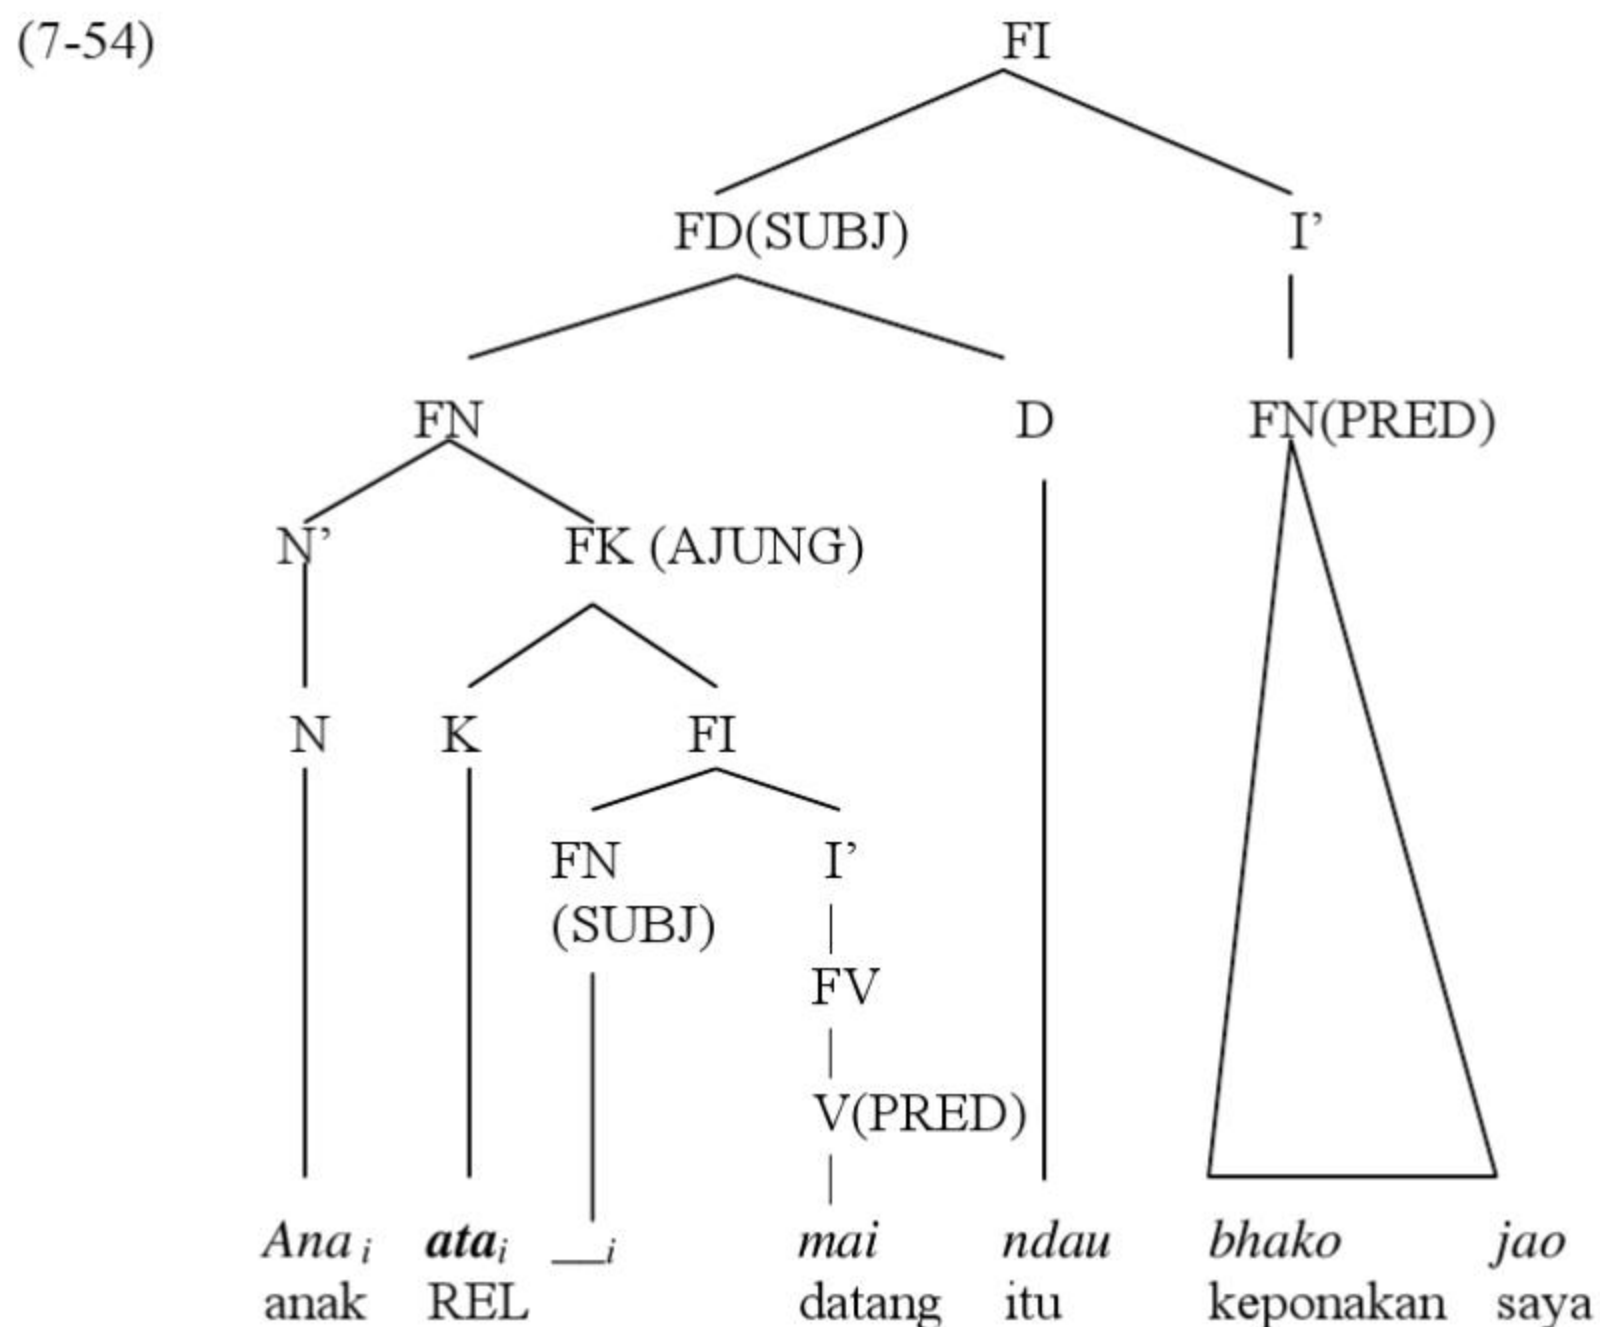 (7-54) FI
FD(SUBJ) I’
FN D FN(PRED)
N’ FK (AJUNG)
N K FI
FN I’
(SUBJ)
FV
V(PRED)
Ana i ata i __ i mai ndau bhako jao
anak REL datang itu keponakan saya